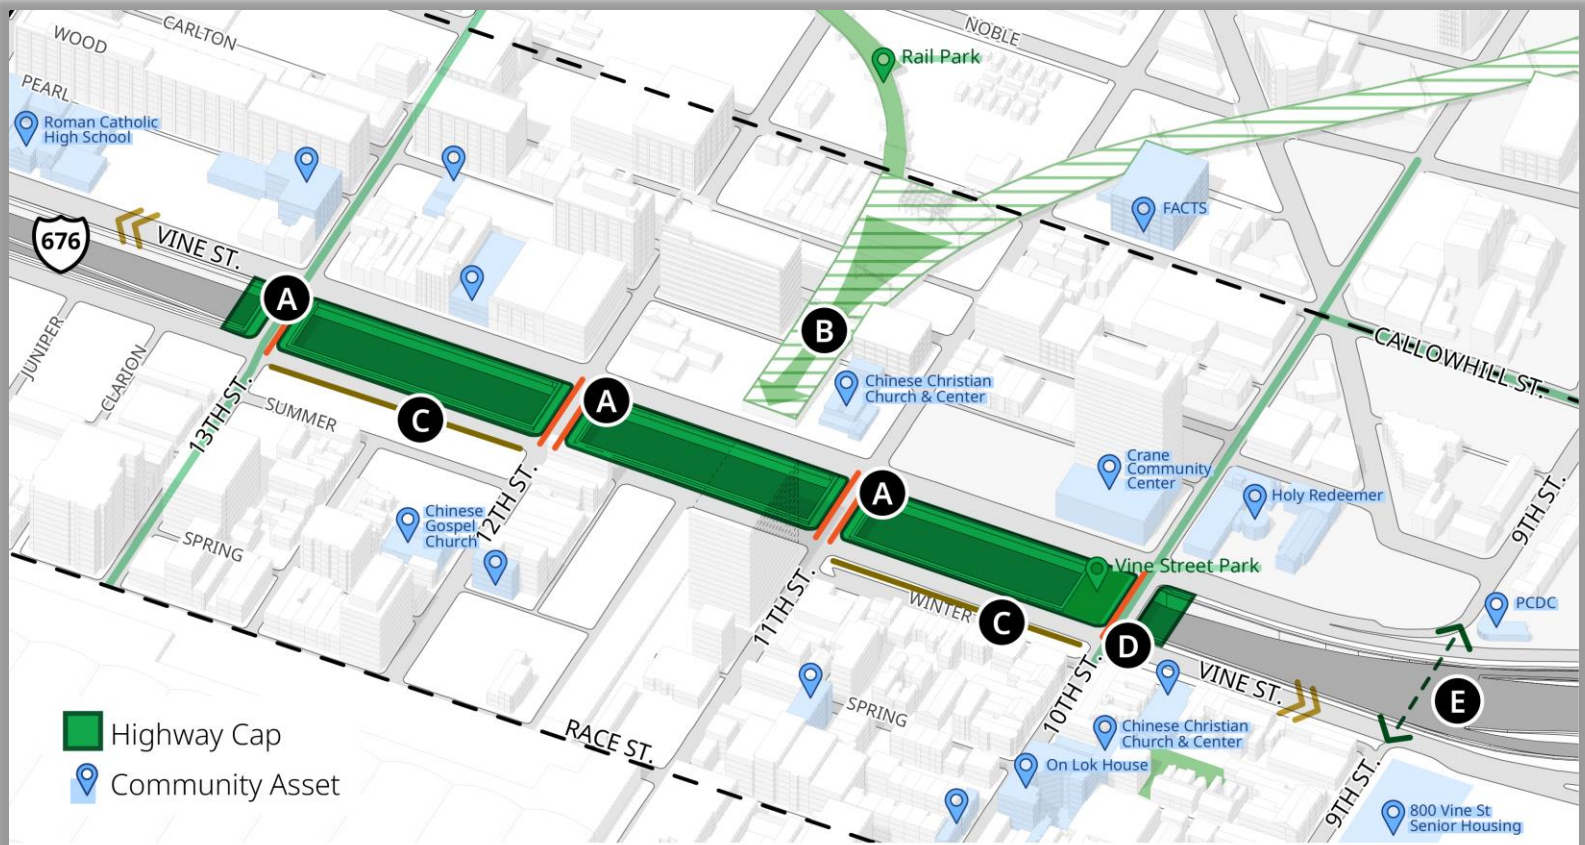 CARLTON
NOBLE
WOOD
Rail Park
PEARL
Roman Catholic
High School
FACTS
676
VINE ST.
A
B
JUNIPER
CLARION
CALLOWHILL ST.
Chinese Christian
Church & Center
A
13TH ST.
SUMMER
C
Crane
Community
Center
A
Holy Redeemer
12TH ST.
Chinese
Gospel
Church
9TH ST.
SPRING
Vine Street Park
11TH ST.
WINTER
C
D
PCDC
VINE ST.
E
10TH ST.
SPRING
Highway Cap
RACE ST.
Chinese Christian
Church & Center
On Lok House
Community Asset
9TH ST.
800 Vine St
Senior Housing